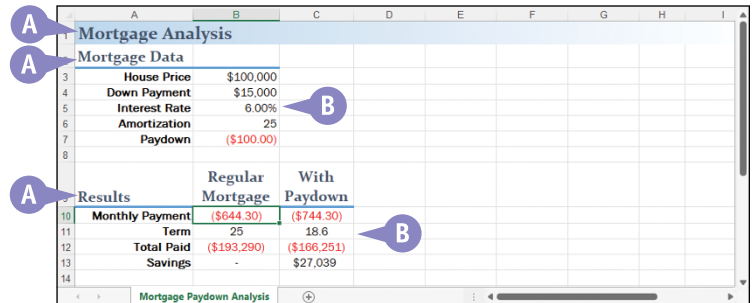 A B C D E F G H I
A 1 Mortgage Analysis
A Mortgage Data
3 House Price $100,000
4 Down Payment $15,000
5 Interest Rate 6.00% B
6 Amortization 25
7 Paydown ($100.00)
8
Regular With
A Results Mortgage Paydown
10 Monthly Payment ($644.30) ($744.30)
11 Term 25 18.6 B
12 Total Paid ($193,290) ($166,251)
13 Savings - $27,039
14
Mortgage Paydown Analysis